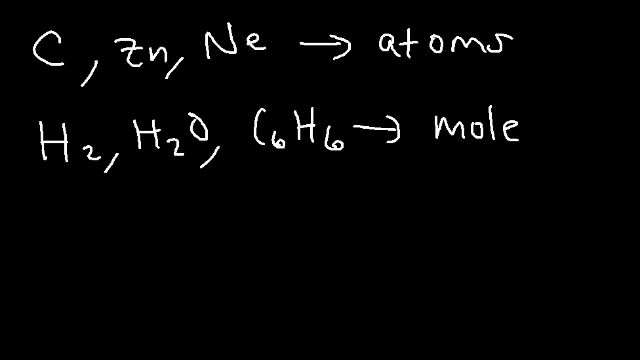 C, Zn, Ne → atoms
H₂, H₂O, C₆H₆ → mole